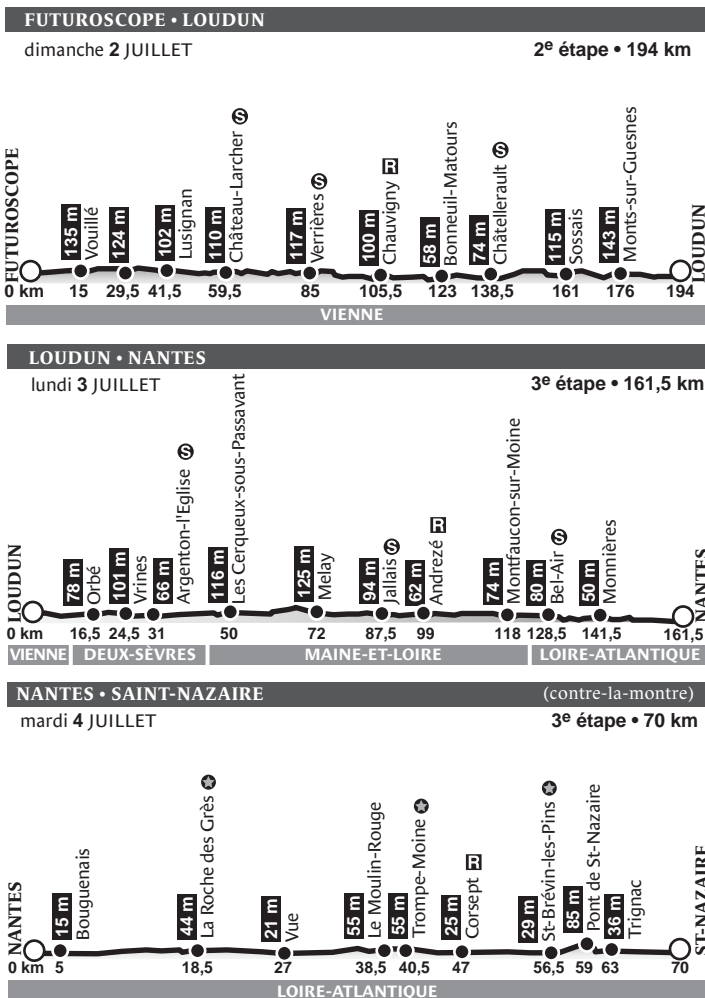 FUTUROSCOPE • LOUDUN
dimanche 2 JUILLET
2e étape • 194 km
FUTUROSCOPE
135 m Vouillé
124 m
102 m Lusignan
110 m Château-Larcher S
117 m Verrières S
100 m Chauvigny R
58 m Bonneuil-Matours
74 m Châtellerault S
115 m Sossais
143 m Monts-sur-Guesnes
LOUDUN
0 km 15 29,5 41,5 59,5 85 105,5 123 138,5 161 176 194
VIENNE
LOUDUN • NANTES
lundi 3 JUILLET
3e étape • 161,5 km
LOUDUN
78 m Orbé
101 m Vrines
66 m Argenton-l'Eglise S
116 m Les Cerqueux-sous-Passavant
125 m Melay
94 m Jallais S
62 m Andrezé R
74 m Montfaucon-sur-Moine
80 m Bel-Air S
50 m Monnières
NANTES
0 km 16,5 24,5 31 50 72 87,5 99 118 128,5 141,5 161,5
VIENNE DEUX-SÈVRES MAINE-ET-LOIRE LOIRE-ATLANTIQUE
NANTES • SAINT-NAZAIRE (contre-la-montre)
mardi 4 JUILLET
3e étape • 70 km
NANTES
15 m Bouguenais
44 m La Roche des Grès
21 m Vue
55 m Le Moulin-Rouge
55 m Trompe-Moine
25 m Corsept R
29 m St-Brévin-les-Pins
85 m Pont de St-Nazaire
36 m Trignac
ST-NAZAIRE
0 km 5 18,5 27 38,5 40,5 47 56,5 59 63 70
LOIRE-ATLANTIQUE